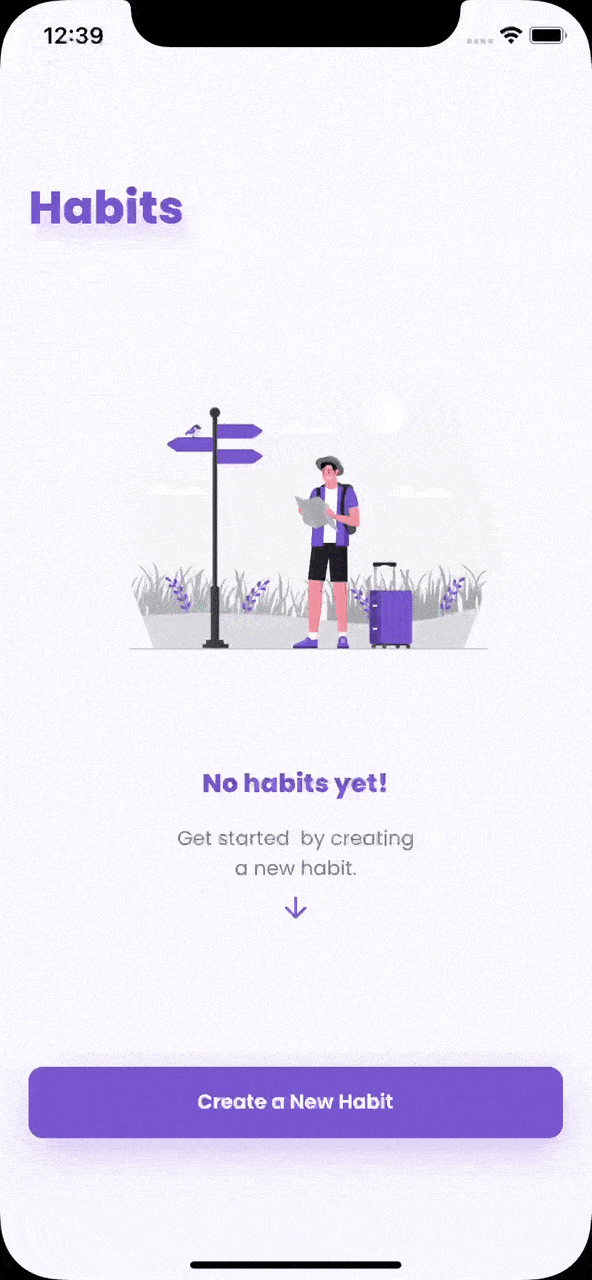 12:39
Habits
No habits yet!
Get started  by creating
a new habit.
Create a New Habit